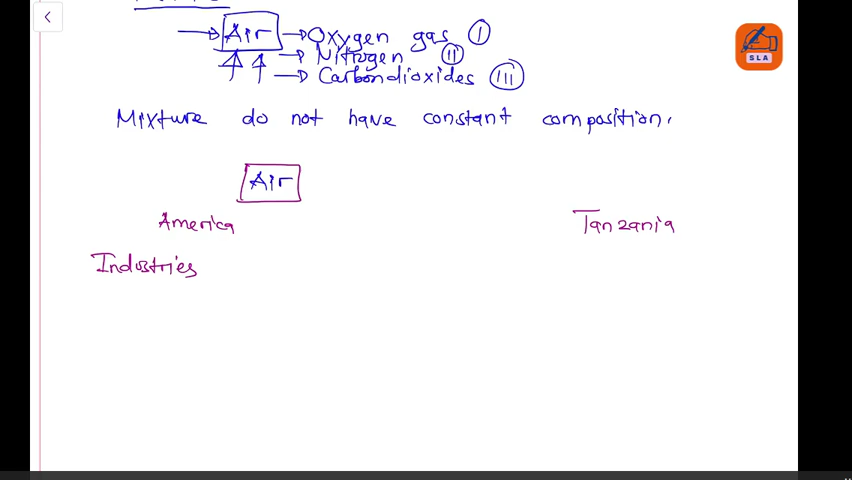 Air Oxygen gas I
Nitrogen II
Carbondioxides III
SLA
Mixture do not have constant composition.
Air
America Tanzania
Industries